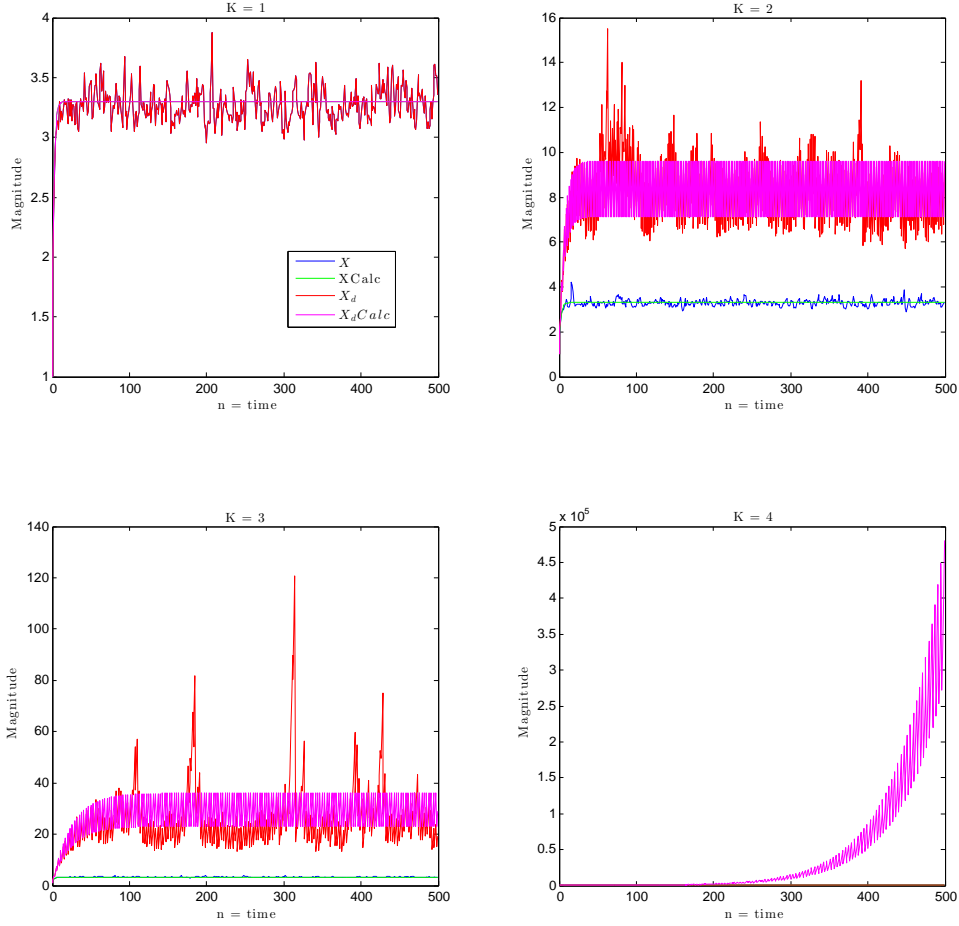 K = 1
4
3.5
3
2.5
2
1.5
1
Magnitude
X
XCalc
X_d
X_dCalc
0 100 200 300 400 500
n = time
K = 2
16
14
12
10
8
6
4
2
0
Magnitude
0 100 200 300 400 500
n = time
K = 3
140
120
100
80
60
40
20
0
Magnitude
0 100 200 300 400 500
n = time
x 10^5
K = 4
5
4.5
4
3.5
3
2.5
2
1.5
1
0.5
0
Magnitude
0 100 200 300 400 500
n = time